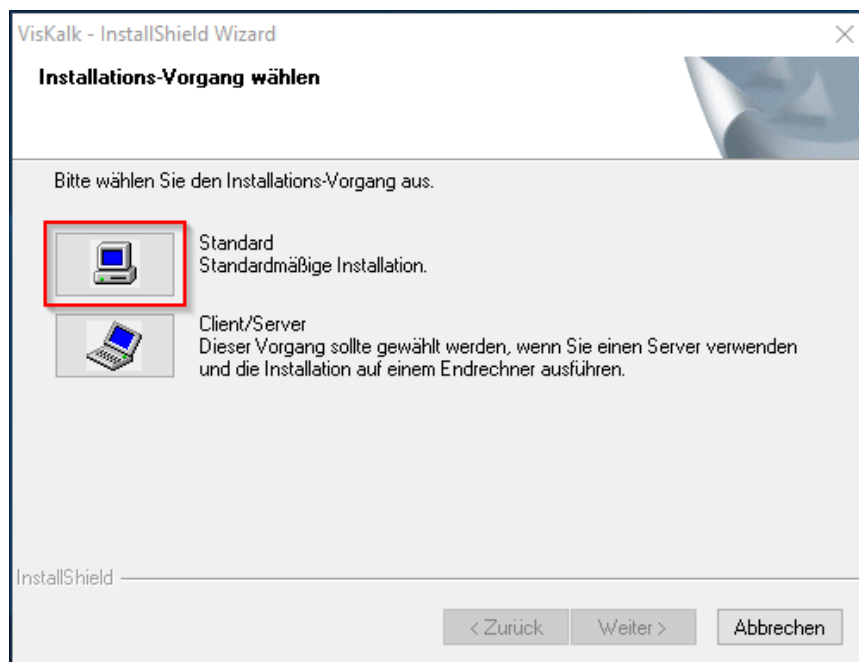 VisKalk - InstallShield Wizard
Installations-Vorgang wählen
Bitte wählen Sie den Installations-Vorgang aus.
Standard
Standardmäßige Installation.
Client/Server
Dieser Vorgang sollte gewählt werden, wenn Sie einen Server verwenden
und die Installation auf einem Endrechner ausführen.
InstallShield
< Zurück Weiter > Abbrechen